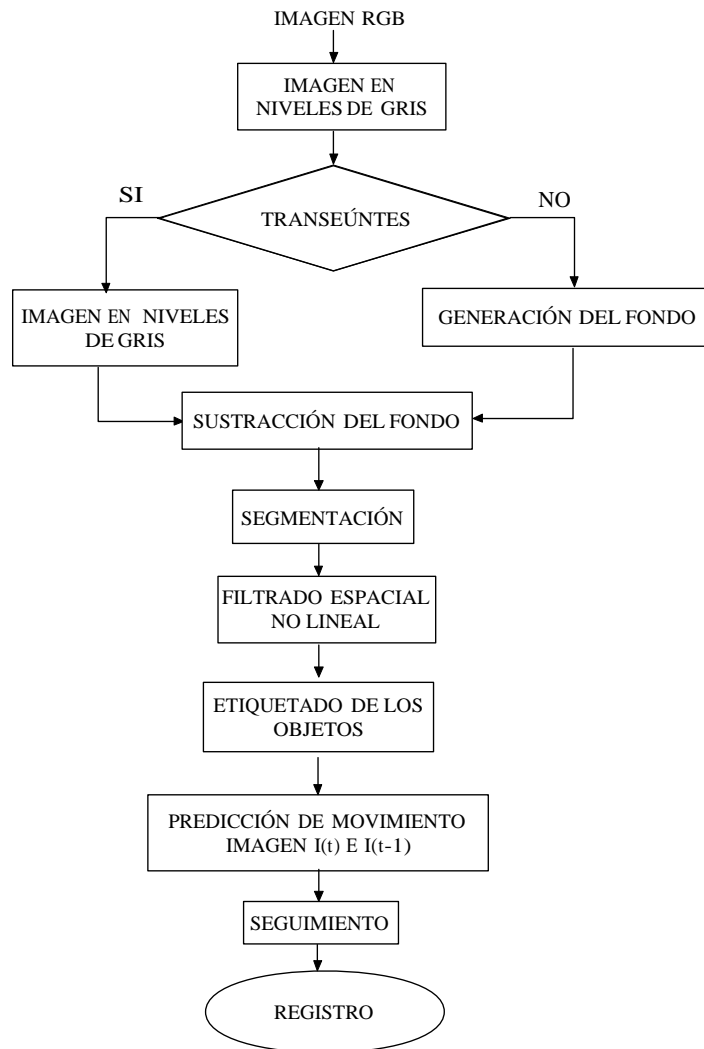 IMAGEN RGB
IMAGEN EN
NIVELES DE GRIS
SI
NO
TRANSEÚNTES
IMAGEN EN NIVELES
DE GRIS
GENERACIÓN DEL FONDO
SUSTRACCIÓN DEL FONDO
SEGMENTACIÓN
FILTRADO ESPACIAL
NO LINEAL
ETIQUETADO DE LOS
OBJETOS
PREDICCIÓN DE MOVIMIENTO
IMAGEN I(t) E I(t-1)
SEGUIMIENTO
REGISTRO